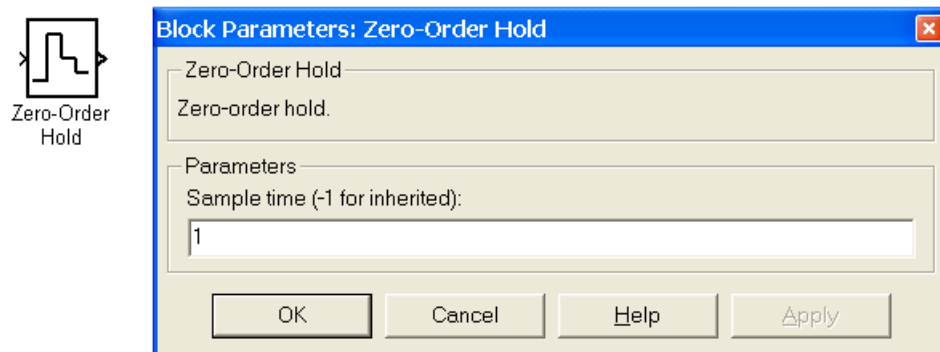 Zero-Order
Hold
Block Parameters: Zero-Order Hold
Zero-Order Hold
Zero-order hold.
Parameters
Sample time (-1 for inherited):
1
OK
Cancel
Help
Apply